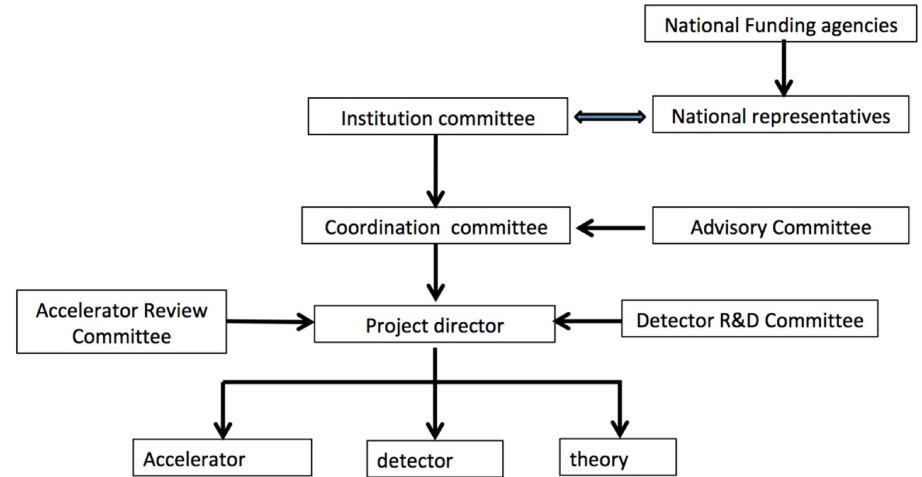 National Funding agencies
Institution committee
National representatives
Coordination committee
Advisory Committee
Accelerator Review
Committee
Project director
Detector R&D Committee
Accelerator
detector
theory